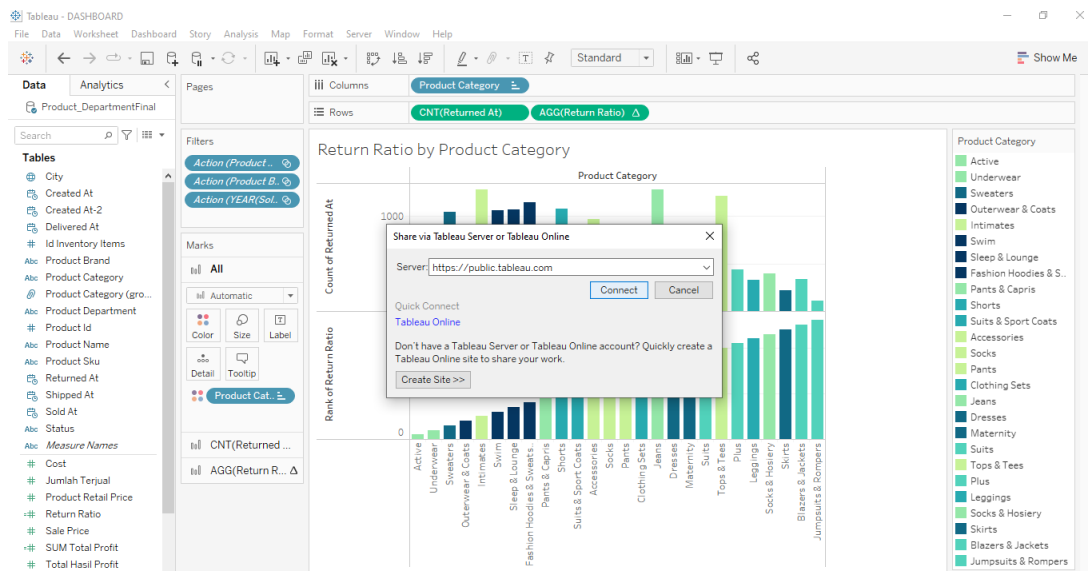 Tableau - DASHBOARD
File Data Worksheet Dashboard Story Analysis Map Format Server Window Help
Standard
Show Me
Data Analytics
Product_DepartmentFinal
Search
Tables
City
Created At
Created At-2
Delivered At
Id Inventory Items
Abc Product Brand
Abc Product Category
Product Category (gro...
Abc Product Department
Product Id
Abc Product Name
Abc Product Sku
Returned At
Shipped At
Sold At
Abc Status
Abc Measure Names
Cost
Jumlah Terjual
Product Retail Price
Return Ratio
Sale Price
SUM Total Profit
Total Hasil Profit
Pages
Filters
Action (Product ..
Action (Product B..
Action (YEAR(Sol..
Marks
All
Automatic
Color Size Label
Detail Tooltip
Product Cat..
CNT(Returned ...
AGG(Return R...
Columns Product Category
Rows CNT(Returned At) AGG(Return Ratio)
Return Ratio by Product Category
Product Category
Count of Returned At
1000
Rank of Return Ratio
0
Active
Underwear
Sweaters
Outerwear & Coats
Intimates
Swim
Sleep & Lounge
Fashion Hoodies & Sweats..
Pants & Capris
Shorts
Suits & Sport Coats
Accessories
Socks
Pants
Clothing Sets
Jeans
Dresses
Maternity
Suits
Tops & Tees
Plus
Leggings
Socks & Hosiery
Skirts
Blazers & Jackets
Jumpsuits & Rompers
Share via Tableau Server or Tableau Online
Server: https://public.tableau.com
Connect Cancel
Quick Connect
Tableau Online
Don't have a Tableau Server or Tableau Online account? Quickly create a
Tableau Online site to share your work.
Create Site >>
Product Category
Active
Underwear
Sweaters
Outerwear & Coats
Intimates
Swim
Sleep & Lounge
Fashion Hoodies & S..
Pants & Capris
Shorts
Suits & Sport Coats
Accessories
Socks
Pants
Clothing Sets
Jeans
Dresses
Maternity
Suits
Tops & Tees
Plus
Leggings
Socks & Hosiery
Skirts
Blazers & Jackets
Jumpsuits & Rompers